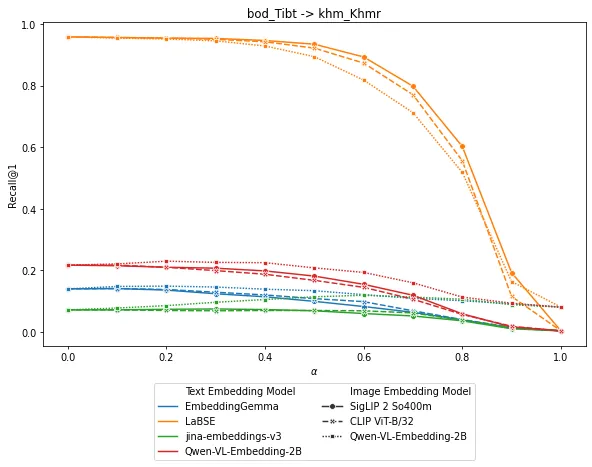 bod_Tibt -> khm_Khmr
Recall@1
1.0
0.8
0.6
0.4
0.2
0.0
0.0 0.2 0.4 0.6 0.8 1.0
α
Text Embedding Model
EmbeddingGemma
LaBSE
jina-embeddings-v3
Qwen-VL-Embedding-2B
Image Embedding Model
SigLIP 2 So400m
CLIP ViT-B/32
Qwen-VL-Embedding-2B